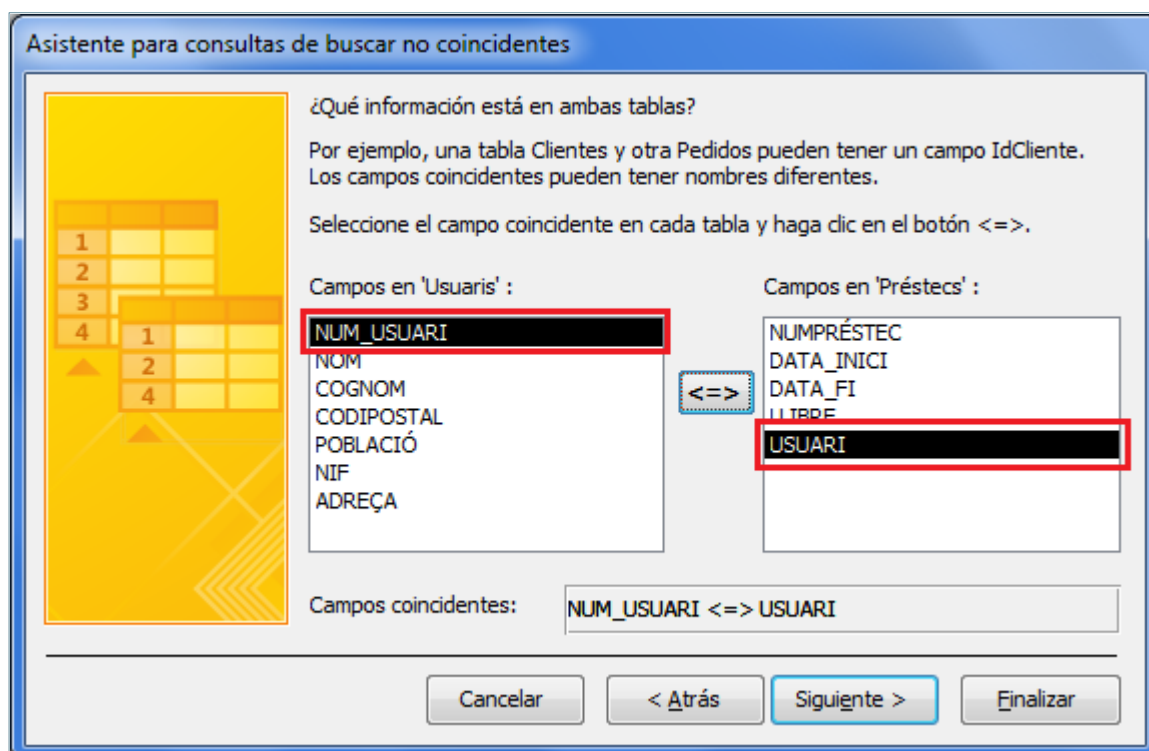 Asistente para consultas de buscar no coincidentes
¿Qué información está en ambas tablas?
Por ejemplo, una tabla Clientes y otra Pedidos pueden tener un campo IdCliente.
Los campos coincidentes pueden tener nombres diferentes.
Seleccione el campo coincidente en cada tabla y haga clic en el botón <=>.
1
2
3
4
1
2
4
Campos en 'Usuaris' :
NUM_USUARI
NOM
COGNOM
CODIPOSTAL
POBLACIÓ
NIF
ADREÇA
<=>
Campos en 'Préstecs' :
NUMPRÉSTEC
DATA_INICI
DATA_FI
LLIBRE
USUARI
Campos coincidentes:
NUM_USUARI <=> USUARI
Cancelar
< Atrás
Siguiente >
Finalizar